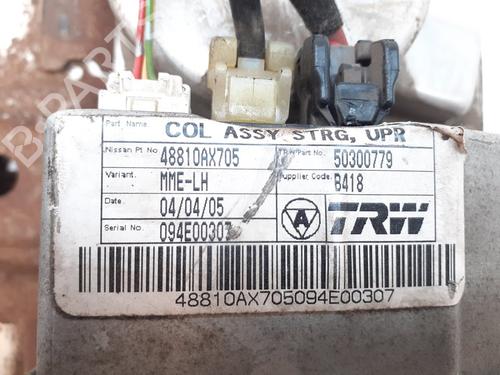 Part Name. COL ASSY STRG, UPR
Nissan Pt No 48810AX705 TRW Part No. 50300779
Variant. MME-LH Supplier Code. B418
Date. 04/04/05
Serial No. 094E00307
A TRW
48810AX705094E00307